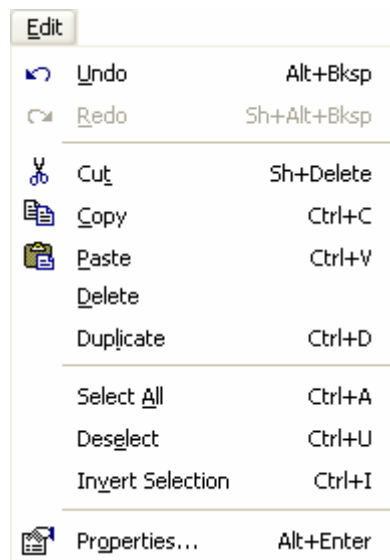 Edit
Undo Alt+Bksp
Redo Sh+Alt+Bksp
Cut Sh+Delete
Copy Ctrl+C
Paste Ctrl+V
Delete
Duplicate Ctrl+D
Select All Ctrl+A
Deselect Ctrl+U
Invert Selection Ctrl+I
Properties... Alt+Enter